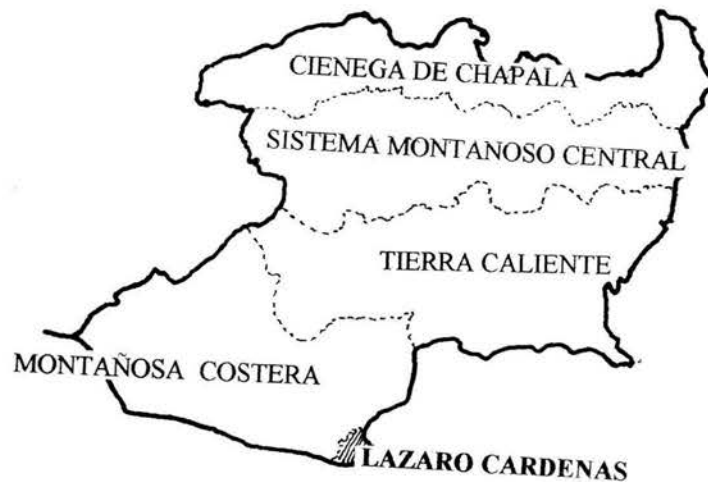 CIENEGA DE CHAPALA
SISTEMA MONTANOSO CENTRAL
TIERRA CALIENTE
MONTAÑOSA COSTERA
LAZARO CARDENAS